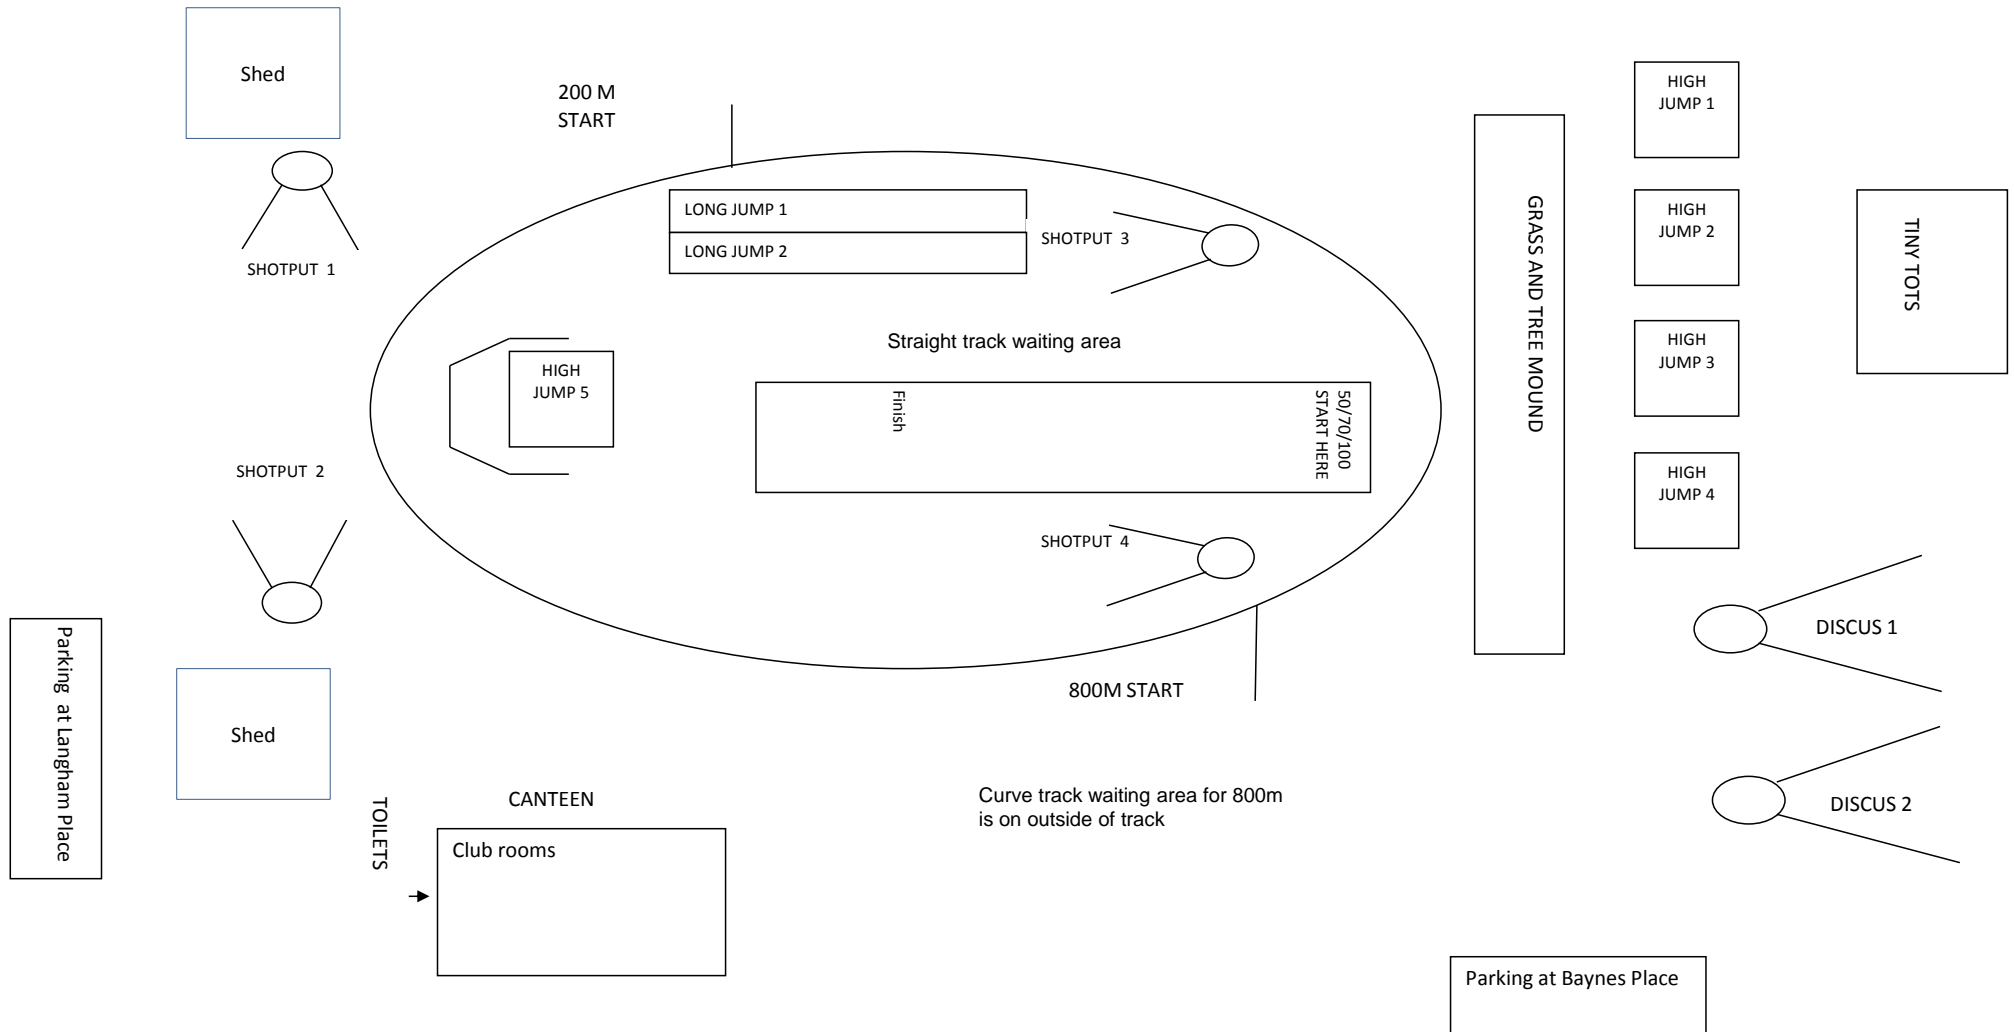 Shed
200 M
START
HIGH
JUMP 1
LONG JUMP 1
LONG JUMP 2
SHOTPUT 3
SHOTPUT 1
GRASS AND TREE MOUND
HIGH
JUMP 2
TINY TOTS
Straight track waiting area
HIGH
JUMP 5
Finish
50/70/100
START HERE
HIGH
JUMP 3
SHOTPUT 2
HIGH
JUMP 4
SHOTPUT 4
Parking at Langham Place
DISCUS 1
800M START
Shed
TOILETS
CANTEEN
Club rooms
Curve track waiting area for 800m
is on outside of track
DISCUS 2
Parking at Baynes Place